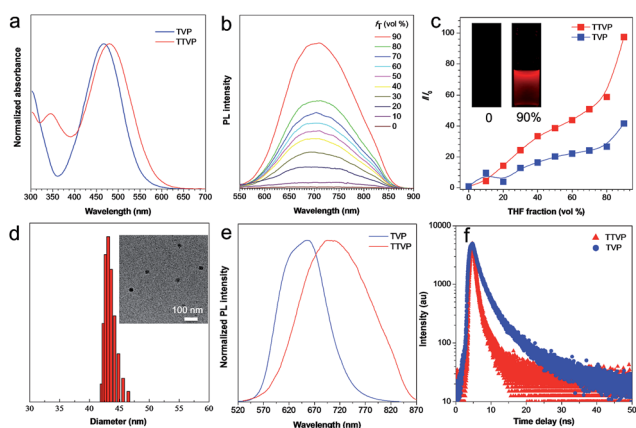 a
TVP
TTVP
Normalized absorbance
300 350 400 450 500 550 600 650 700
Wavelength (nm)
b
fT (vol %)
90
80
70
60
50
40
30
20
10
0
PL intensity
550 600 650 700 750 800 850 900
Wavelength (nm)
c
TTVP
TVP
I/I0
100
80
60
40
20
0
0 90%
0 20 40 60 80
THF fraction (vol %)
d
100 nm
30 35 40 45 50 55 60
Diameter (nm)
e
TVP
TTVP
Normalized PL intensity
520 570 620 670 720 770 820 870
Wavelength (nm)
f
TTVP
TVP
Intensity (au)
10000
1000
100
10
0 10 20 30 40 50
Time delay (ns)